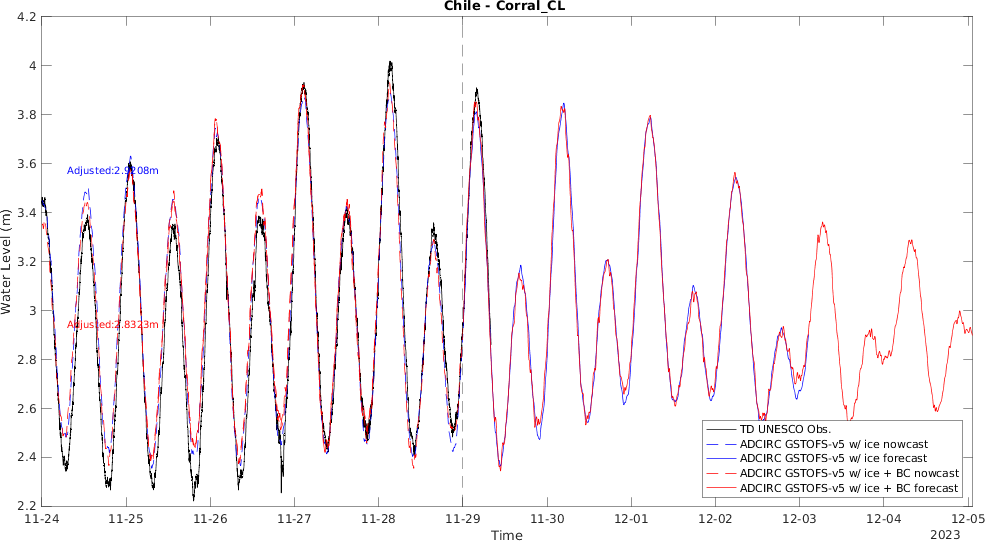 Chile - Corral_CL
4.2
4
3.8
3.6
3.4
3.2
3
2.8
2.6
2.4
2.2
Water Level (m)
Adjusted:2.9208m
Adjusted:2.8323m
TD UNESCO Obs.
ADCIRC GSTOFS-v5 w/ ice nowcast
ADCIRC GSTOFS-v5 w/ ice forecast
ADCIRC GSTOFS-v5 w/ ice + BC nowcast
ADCIRC GSTOFS-v5 w/ ice + BC forecast
11-24 11-25 11-26 11-27 11-28 11-29 11-30 12-01 12-02 12-03 12-04 12-05
Time
2023